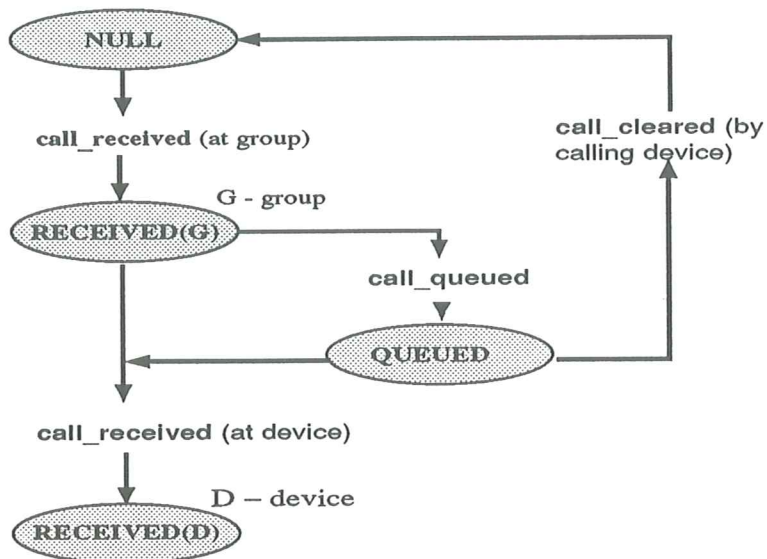 NULL
call_received (at group)
call_cleared (by
calling device)
G - group
RECEIVED(G)
call_queued
QUEUED
call_received (at device)
D – device
RECEIVED(D)